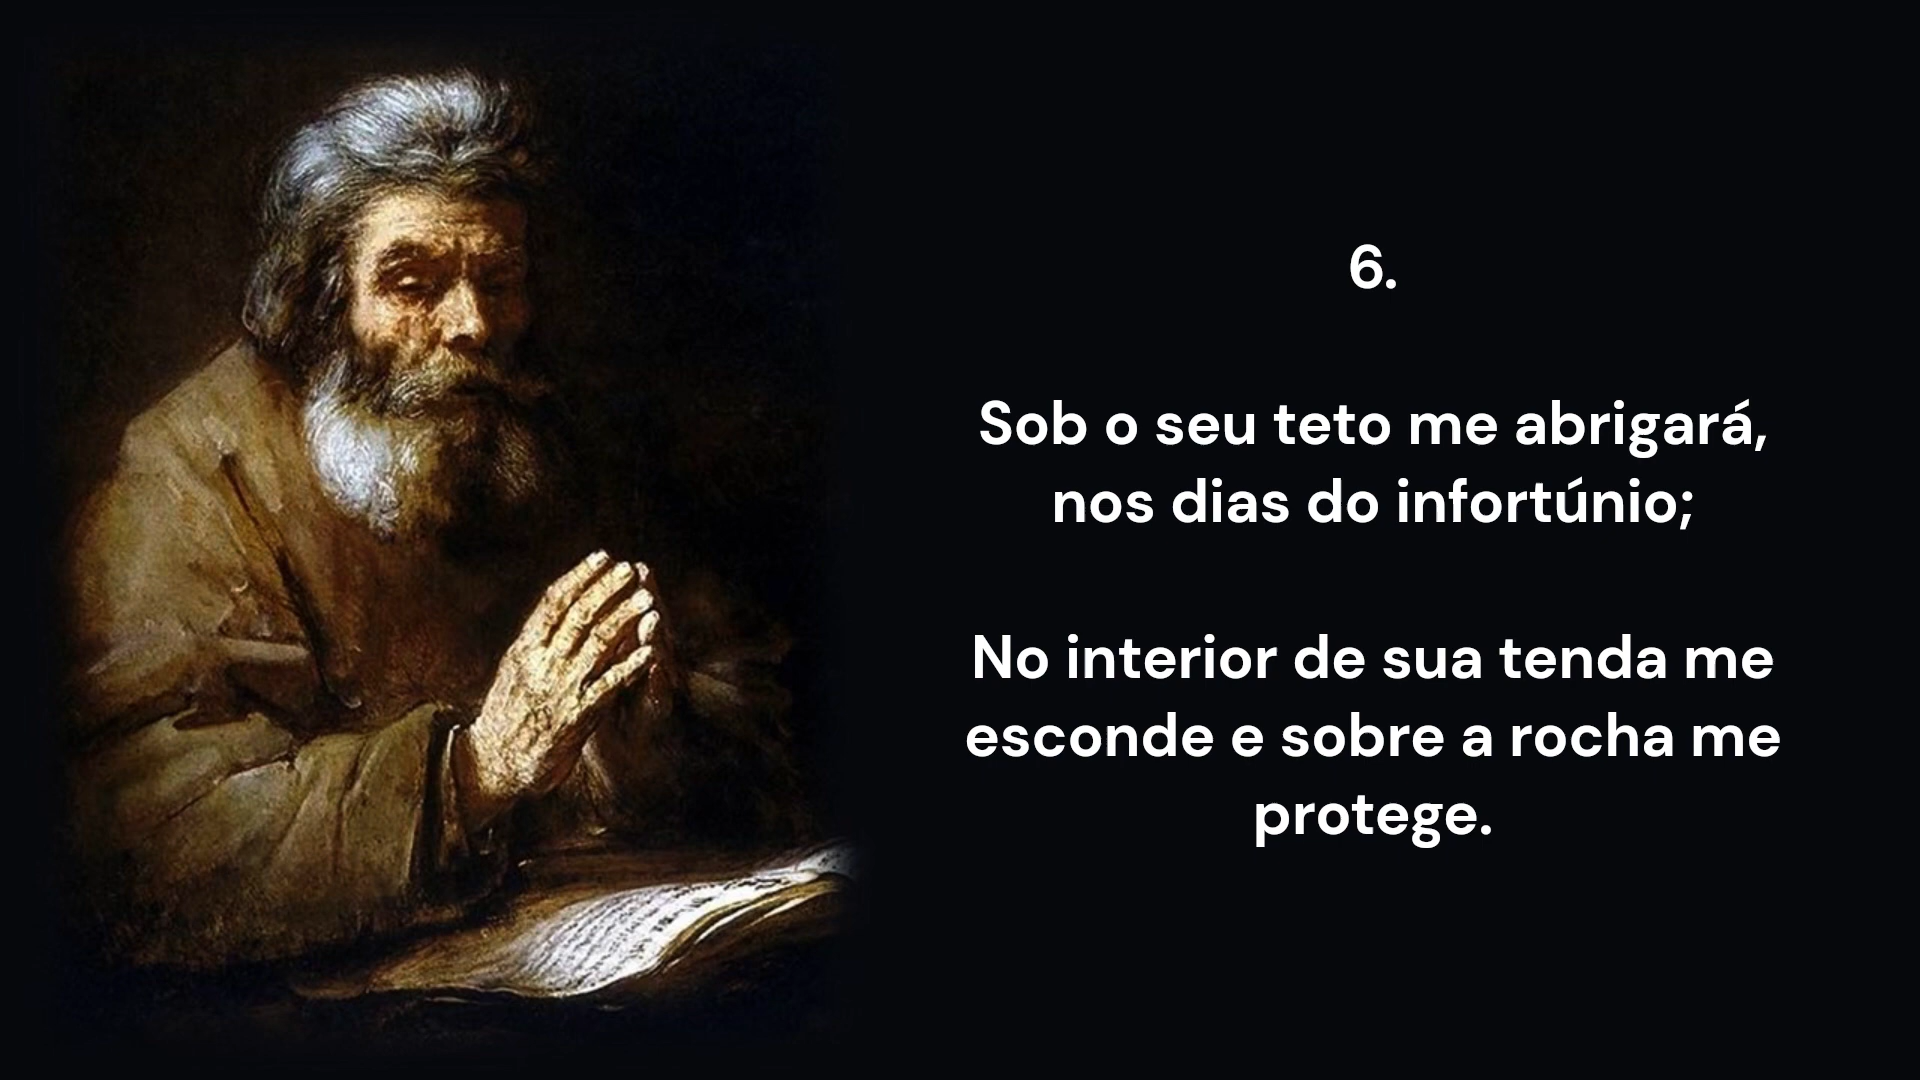 6.
Sob o seu teto me abrigará,
nos dias do infortúnio;
No interior de sua tenda me
esconde e sobre a rocha me
protege.